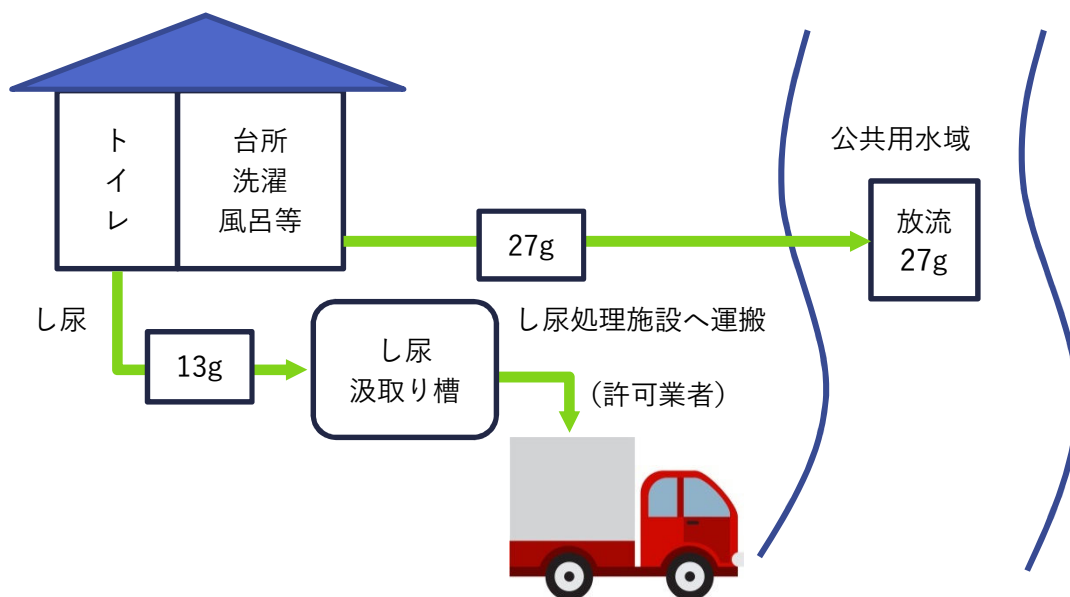 トイレ
台所
洗濯
風呂等
27g
公共用水域
放流
27g
し尿
13g
し尿
汲取り槽
し尿処理施設へ運搬
（許可業者）